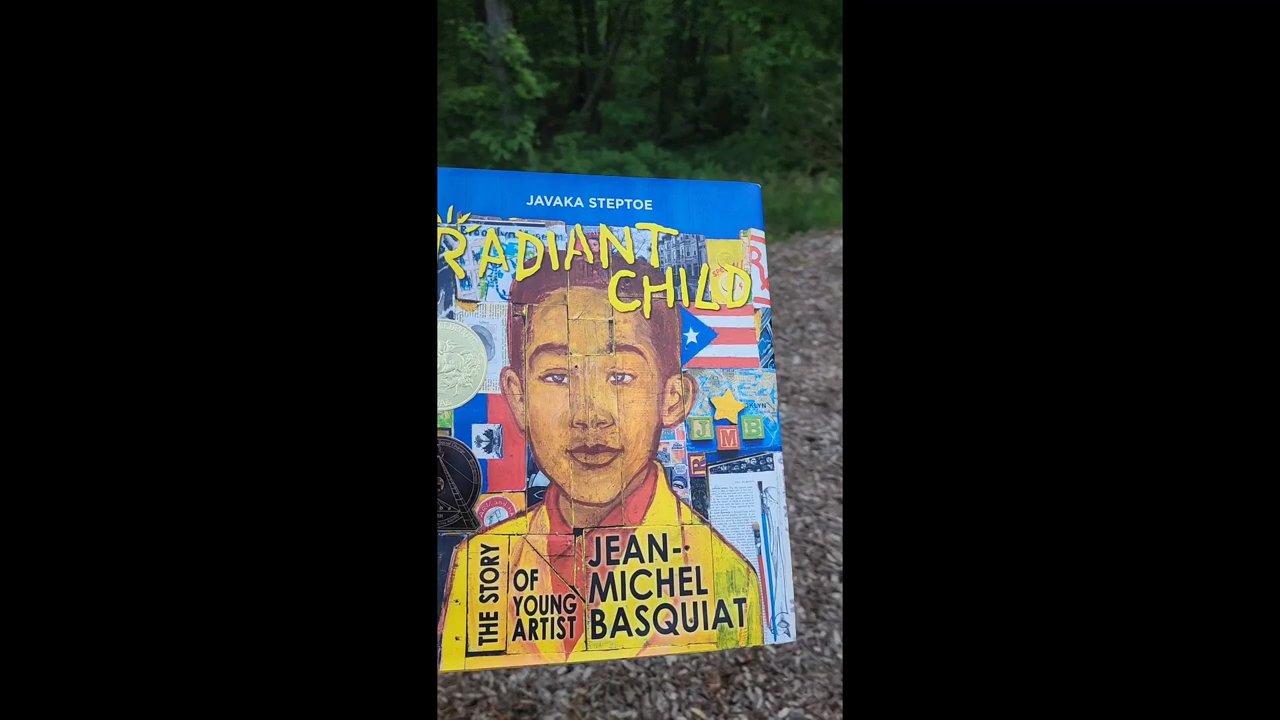 JAVAKA STEPTOE
RADIANT
CHILD
J M B
THE STORY
OF
YOUNG
ARTIST
JEAN-
MICHEL
BASQUIAT